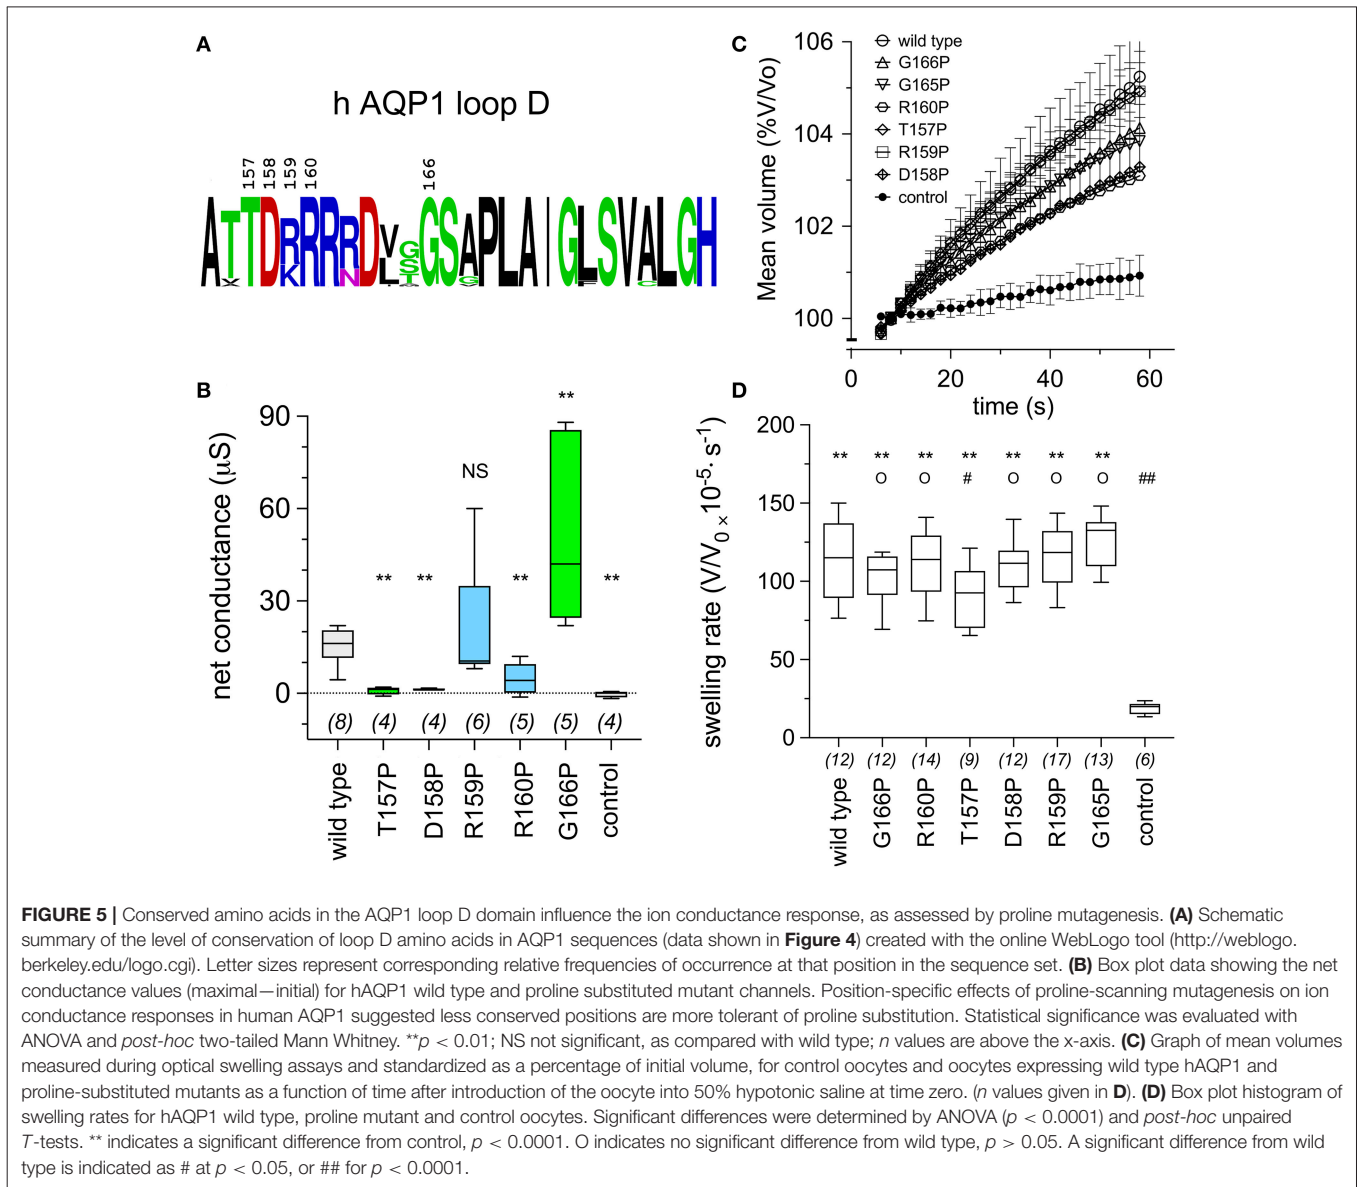 A
h AQP1 loop D
157 158 159 160 166
ATTDRRRRDVGGSAPLAIGLSVALGH
B
net conductance (µS)
90
60
30
0
**
**
NS
**
**
**
(8) (4) (4) (6) (5) (5) (4)
wild type
T157P
D158P
R159P
R160P
G166P
control
C
Mean volume (%V/Vo)
106
104
102
100
wild type
G166P
G165P
R160P
T157P
R159P
D158P
control
0 20 40 60
time (s)
D
swelling rate (V/V0 × 10-5. s-1)
200
150
100
50
0
** ** ** ** ** ** **
O O # O O O ##
(12) (12) (14) (9) (12) (17) (13) (6)
wild type
G166P
R160P
T157P
D158P
R159P
G165P
control
FIGURE 5 | Conserved amino acids in the AQP1 loop D domain influence the ion conductance response, as assessed by proline mutagenesis. (A) Schematic
summary of the level of conservation of loop D amino acids in AQP1 sequences (data shown in Figure 4) created with the online WebLogo tool (http://weblogo.
berkeley.edu/logo.cgi). Letter sizes represent corresponding relative frequencies of occurrence at that position in the sequence set. (B) Box plot data showing the net
conductance values (maximal—initial) for hAQP1 wild type and proline substituted mutant channels. Position-specific effects of proline-scanning mutagenesis on ion
conductance responses in human AQP1 suggested less conserved positions are more tolerant of proline substitution. Statistical significance was evaluated with
ANOVA and post-hoc two-tailed Mann Whitney. **p < 0.01; NS not significant, as compared with wild type; n values are above the x-axis. (C) Graph of mean volumes
measured during optical swelling assays and standardized as a percentage of initial volume, for control oocytes and oocytes expressing wild type hAQP1 and
proline-substituted mutants as a function of time after introduction of the oocyte into 50% hypotonic saline at time zero. (n values given in D). (D) Box plot histogram of
swelling rates for hAQP1 wild type, proline mutant and control oocytes. Significant differences were determined by ANOVA (p < 0.0001) and post-hoc unpaired
T-tests. ** indicates a significant difference from control, p < 0.0001. O indicates no significant difference from wild type, p > 0.05. A significant difference from wild
type is indicated as # at p < 0.05, or ## for p < 0.0001.